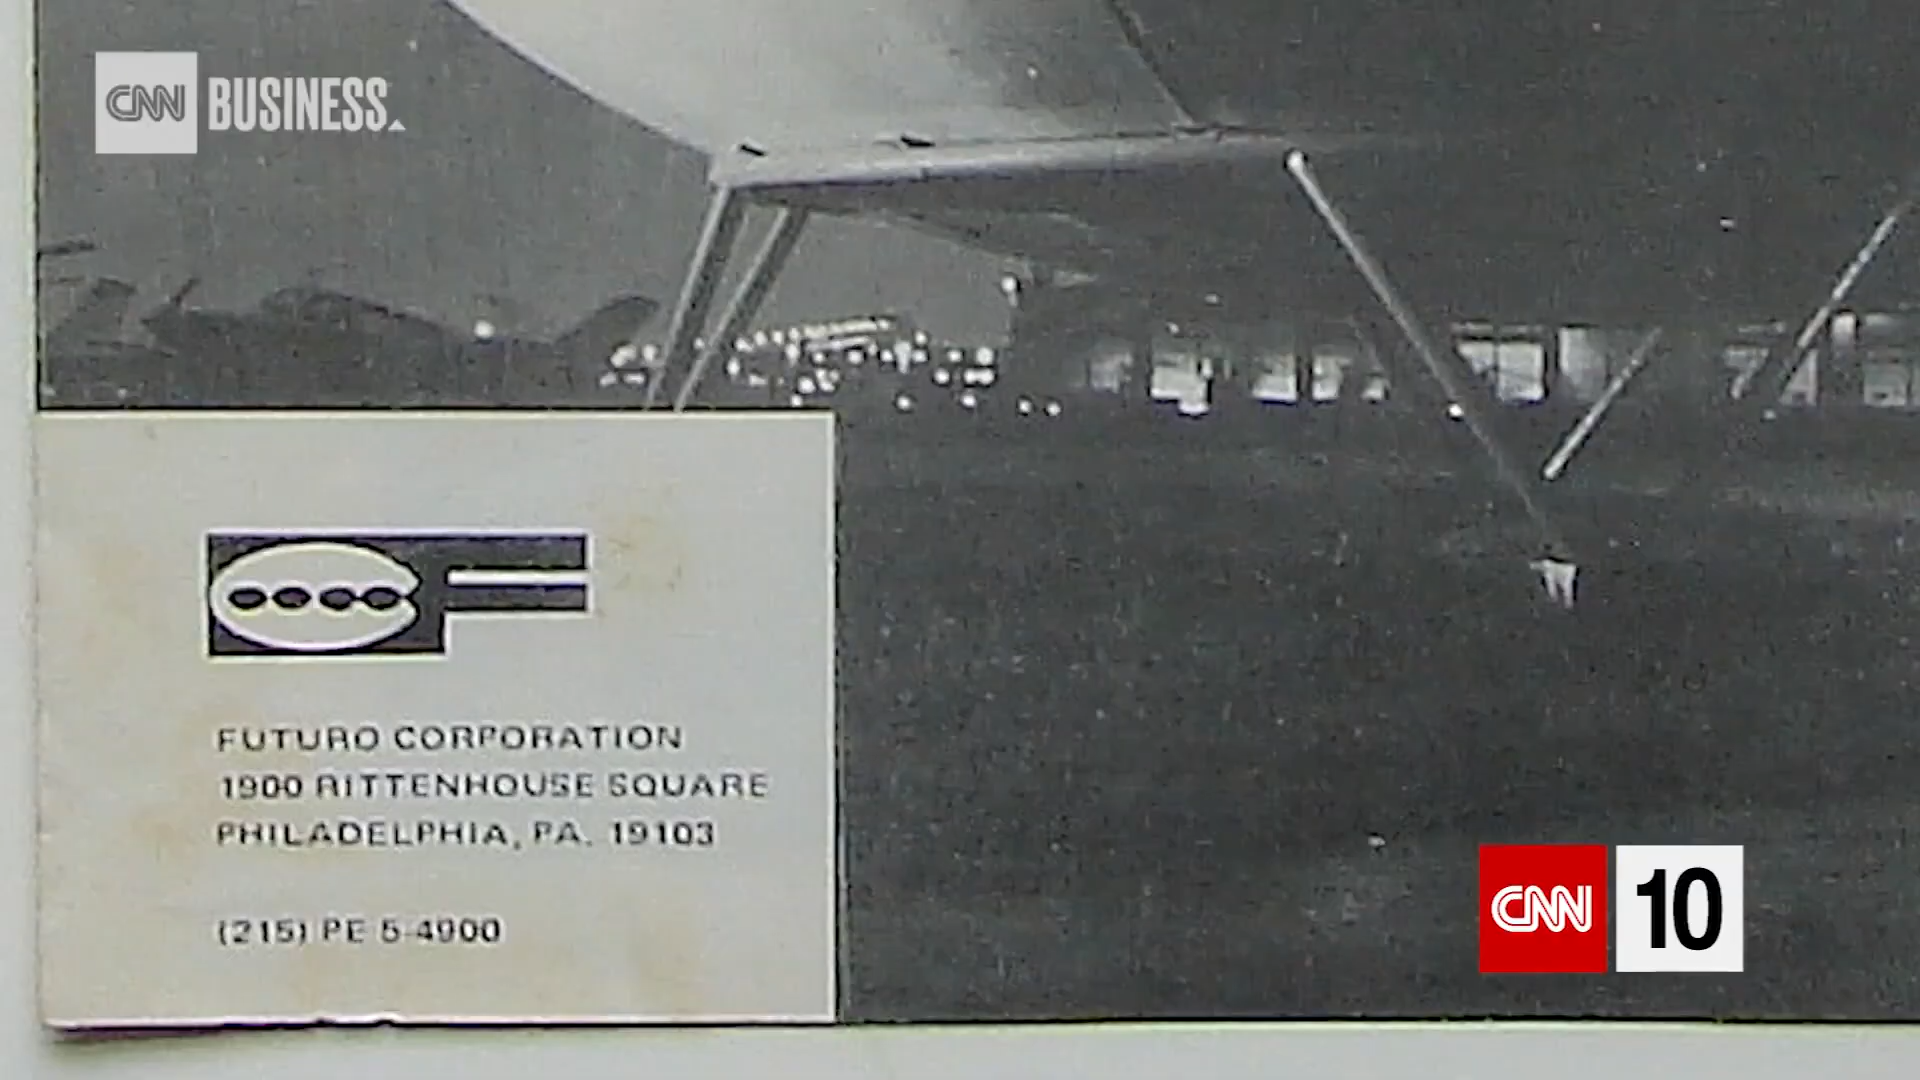 CNN BUSINESS
FUTURO CORPORATION
1900 RITTENHOUSE SQUARE
PHILADELPHIA, PA. 19103
(215) PE 5-4900
CNN 10